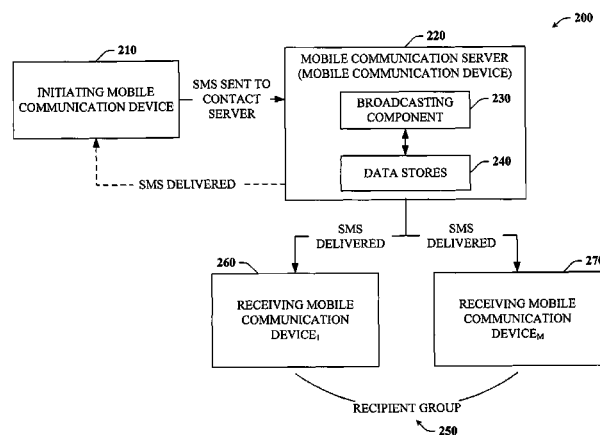 200
210
INITIATING MOBILE
COMMUNICATION DEVICE
SMS SENT TO
CONTACT
SERVER
220
MOBILE COMMUNICATION SERVER
(MOBILE COMMUNICATION DEVICE)
BROADCASTING
COMPONENT
230
DATA STORES
240
SMS DELIVERED
SMS
DELIVERED
SMS
DELIVERED
260
RECEIVING MOBILE
COMMUNICATION
DEVICE1
270
RECEIVING MOBILE
COMMUNICATION
DEVICEM
RECIPIENT GROUP
250